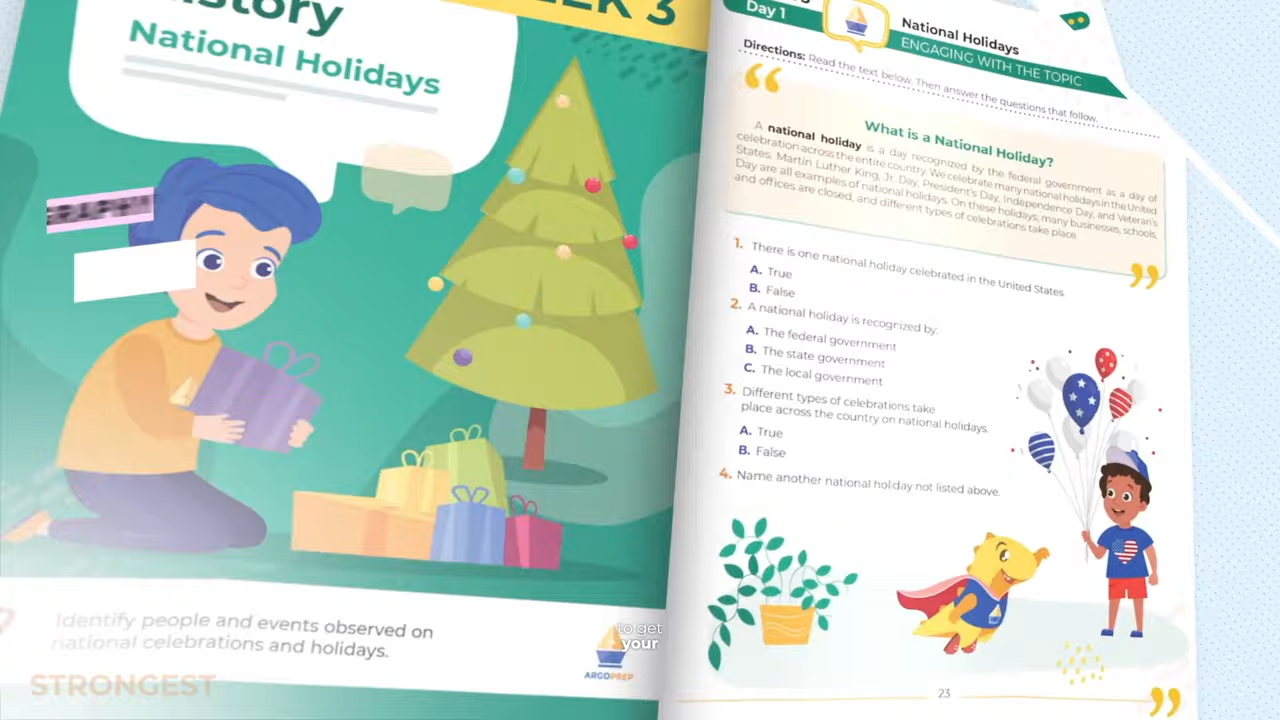 WEEK 3
History
National Holidays
Identify people and events observed on
national celebrations and holidays.
STRONGEST
to get
your
ARGOPREP
Day 1
National Holidays
ENGAGING WITH THE TOPIC
Directions: Read the text below. Then answer the questions that follow.
What is a National Holiday?
A national holiday is a day recognized by the federal government as a day of
celebration across the entire country. We celebrate many national holidays in the United
States. Martin Luther King, Jr. Day, President's Day, Independence Day, and Veteran's
Day are all examples of national holidays. On these holidays, many businesses, schools,
and offices are closed, and different types of celebrations take place.
1. There is one national holiday celebrated in the United States.
A. True
B. False
2. A national holiday is recognized by:
A. The federal government
B. The state government
C. The local government
3. Different types of celebrations take
place across the country on national holidays.
A. True
B. False
4. Name another national holiday not listed above.
23